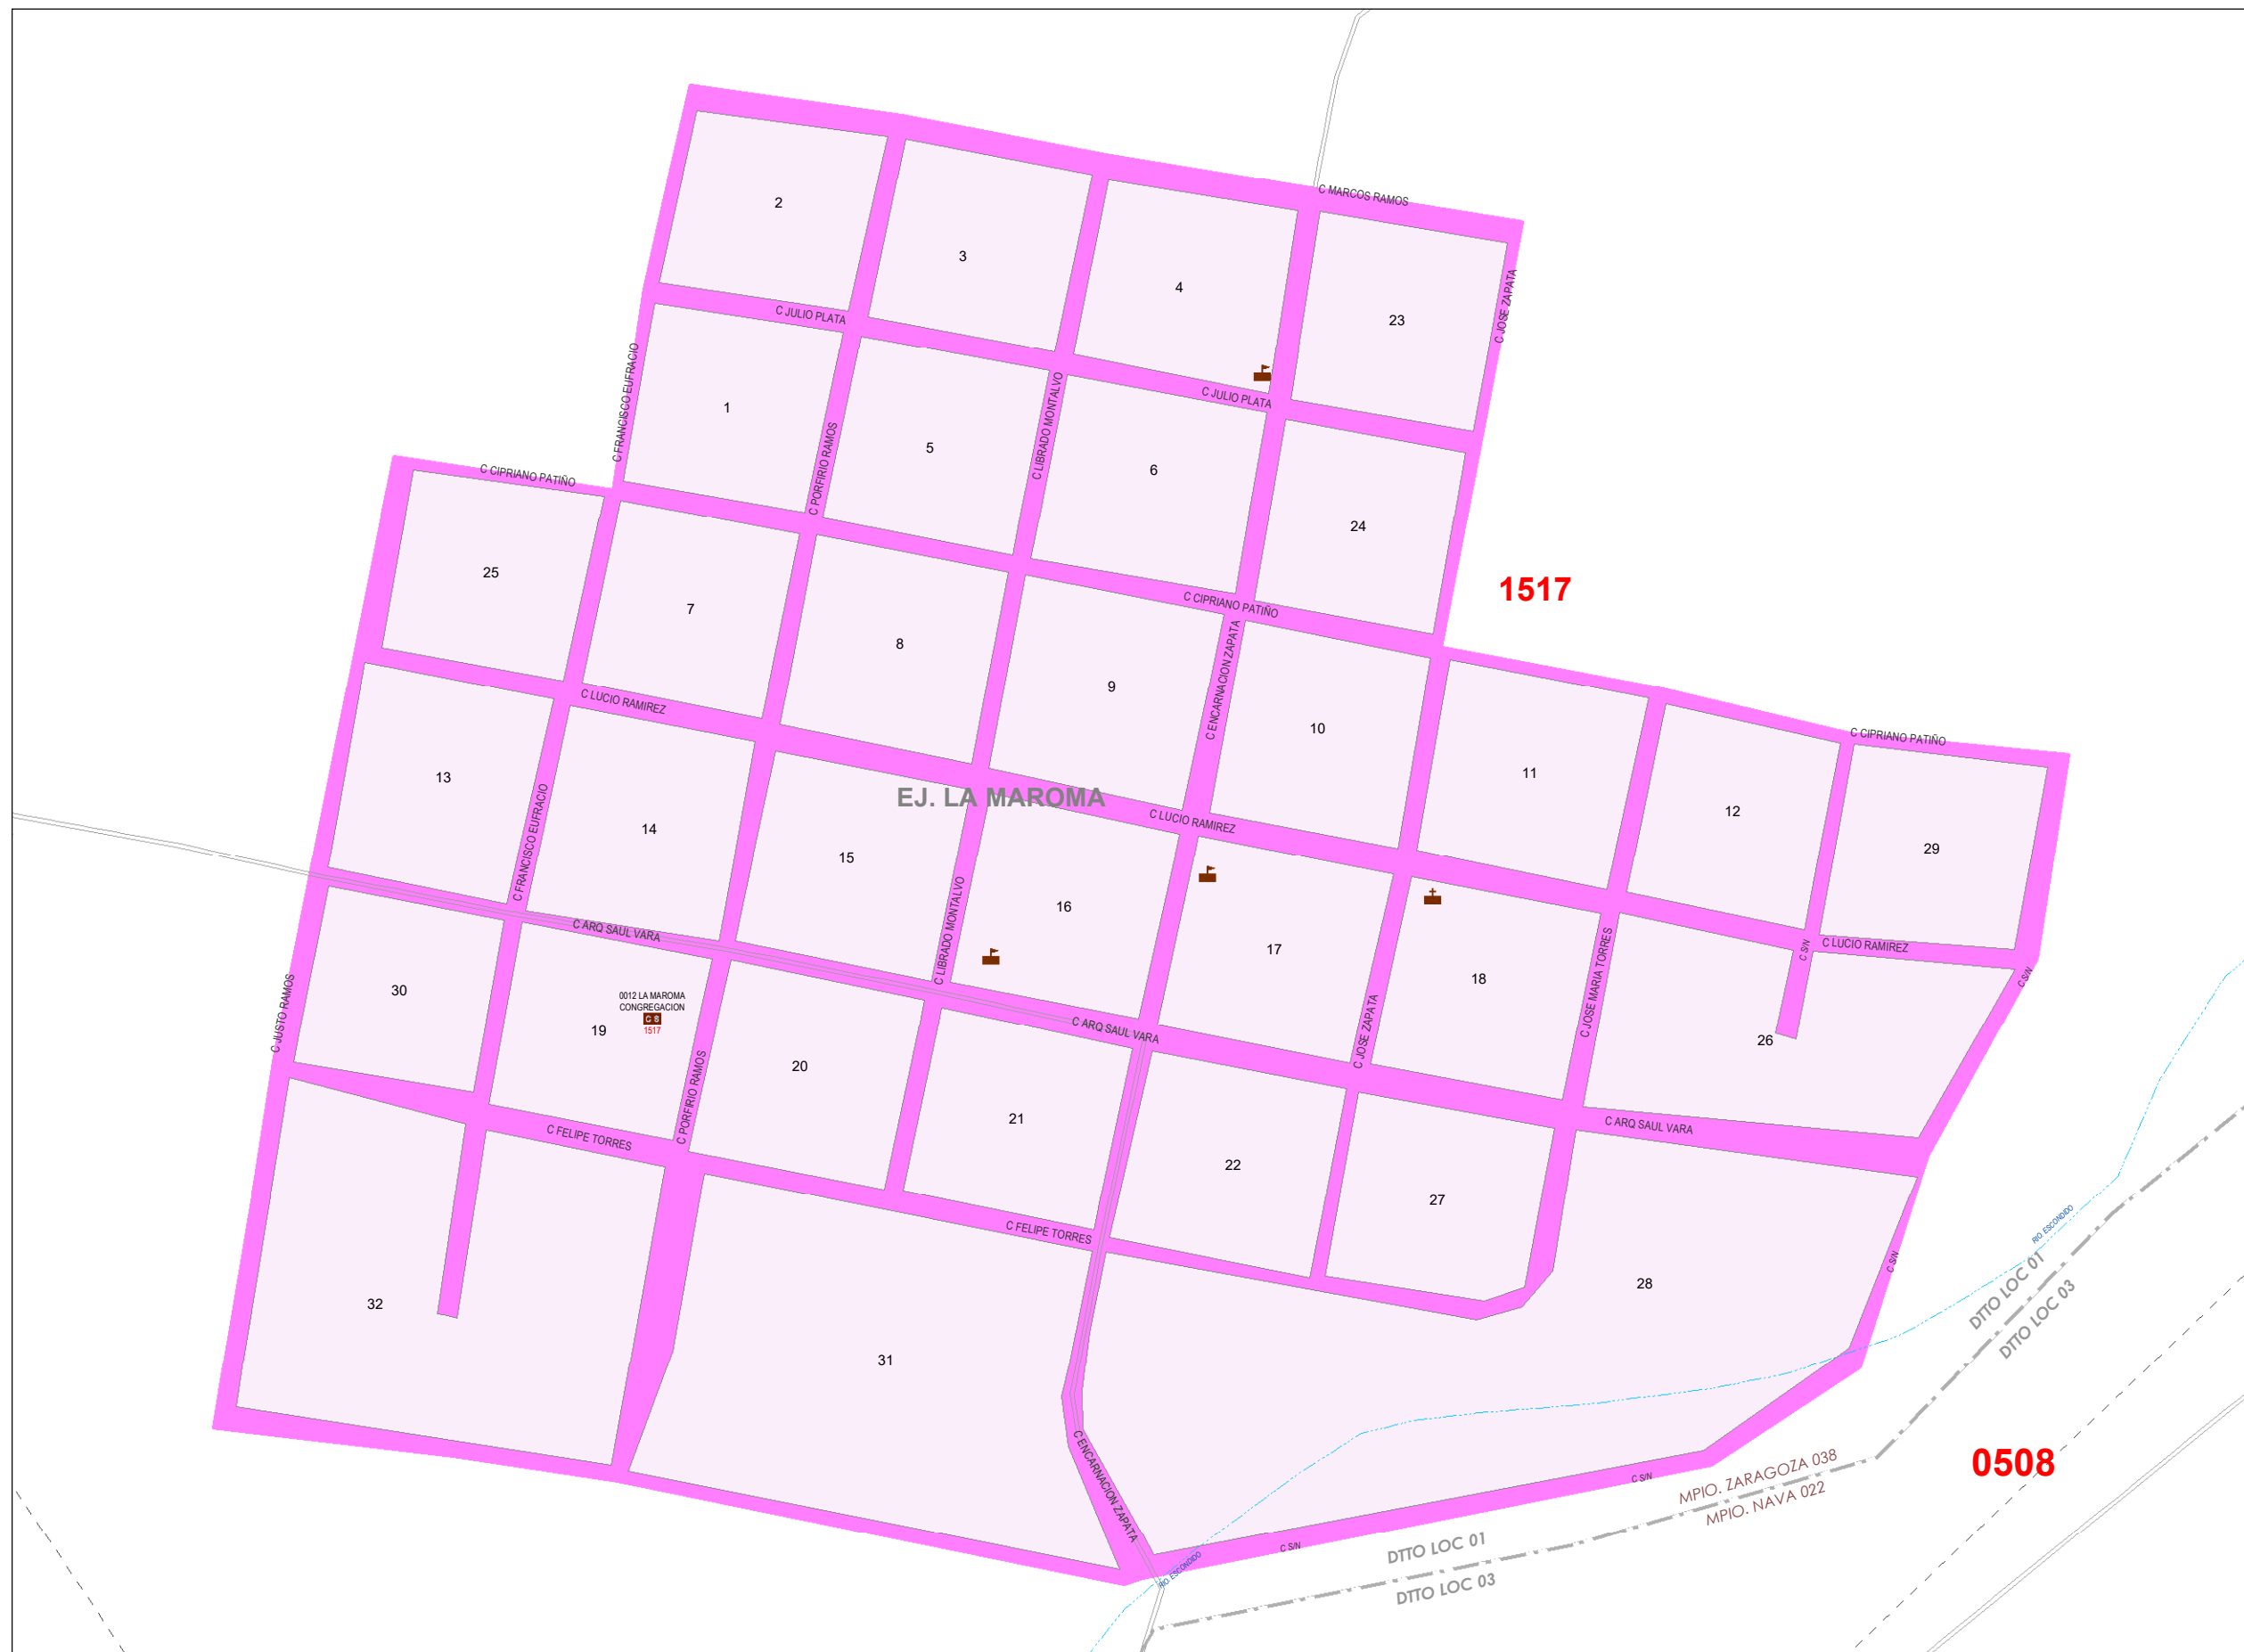 C MARCOS RAMOS
2
3
4
23
C JOSE ZAPATA
C JULIO PLATA
C FRANCISCO EUFRACIO
1
C LIBRADO MONTALVO
C JULIO PLATA
5
C PORFIRIO RAMOS
6
C CIPRIANO PATIÑO
24
25
7
8
9
C CIPRIANO PATIÑO
1517
C LUCIO RAMIREZ
C ENCARNACION ZAPATA
10
11
C CIPRIANO PATIÑO
13
EJ. LA MAROMA
12
14
C FRANCISCO EUFRACIO
C LUCIO RAMIREZ
29
15
16
C LIBRADO MONTALVO
C ARQ SAUL VARA
17
18
C JOSE MARIA TORRES
C S/N
C LUCIO RAMIREZ
C S/N
30
C JUSTO RAMOS
0012 LA MAROMA
CONGREGACION
C 8
1517
19
C ARQ SAUL VARA
C JOSE ZAPATA
26
20
C PORFIRIO RAMOS
21
C FELIPE TORRES
C ARQ SAUL VARA
22
27
C FELIPE TORRES
RIO ESCONDIDO
DTTO LOC 01
DTTO LOC 03
C S/N
28
32
31
C ENCARNACION ZAPATA
0508
MPIO. ZARAGOZA 038
MPIO. NAVA 022
C S/N
C S/N
DTTO LOC 01
DTTO LOC 03
RIO ESCONDIDO